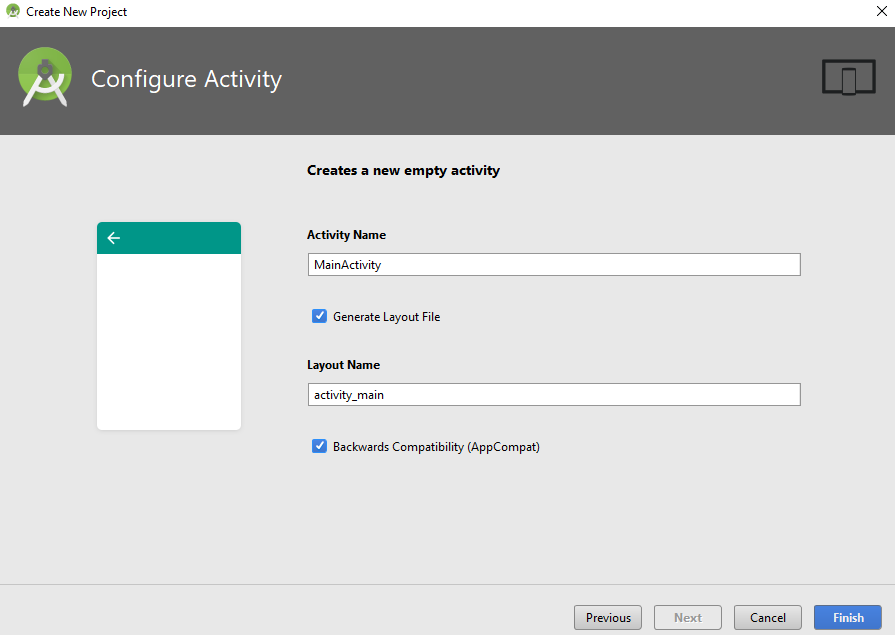 Create New Project
Configure Activity
Creates a new empty activity
Activity Name
MainActivity
Generate Layout File
Layout Name
activity_main
Backwards Compatibility (AppCompat)
Previous Next Cancel Finish